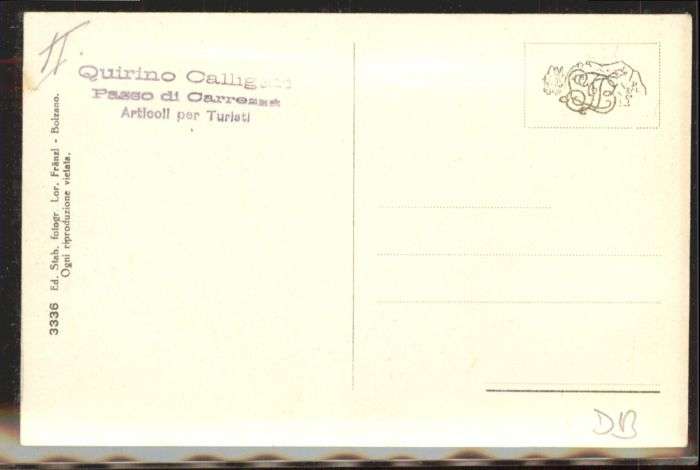 Quirino Calligari
Passo di Carrezza
Articoli per Turisti
3336 Ed. Stab. fotogr. Lor. Fränzl - Bolzano.
Ogni riproduzione vietata.
DB